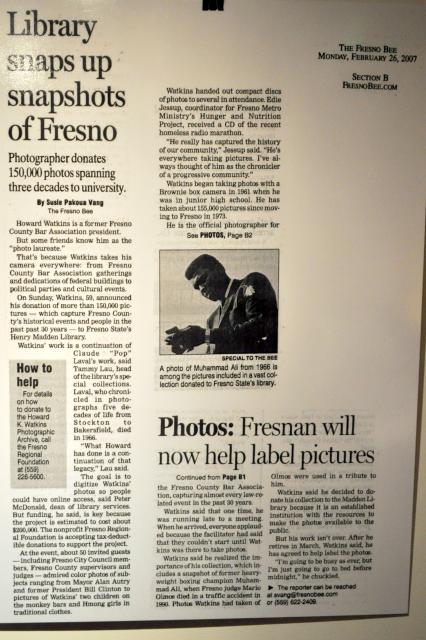 Library
snaps up
snapshots
of Fresno
Photographer donates
150,000 photos spanning
three decades to university.
By Susie Pakoua Vang
The Fresno Bee
Howard Watkins is a former Fresno
County Bar Association president.
But some friends know him as the
"photo laureate."
That's because Watkins takes his
camera everywhere: from Fresno
County Bar Association gatherings
and dedications of federal buildings to
political parties and cultural events.
On Sunday, Watkins, 59, announced
his donation of more than 150,000 pic-
tures — which capture Fresno Coun-
ty's historical events and people in the
past past 30 years — to Fresno State's
Henry Madden Library.
Watkins' work is a continuation of
Claude "Pop"
Laval's work, said
Tammy Lau, head
of the library's spe-
cial collections.
Laval, who chroni-
cled in photo-
graphs five de-
cades of life from
Stockton to
Bakersfield, died
in 1966.
"What Howard
has done is a con-
tinuation of that
legacy," Lau said.
The goal is to
digitize Watkins'
photos so people
could have online access, said Peter
McDonald, dean of library services.
But funding, he said, is key because
the project is estimated to cost about
$200,000. The nonprofit Fresno Region-
al Foundation is accepting tax-deduct-
ible donations to support the project.
At the event, about 50 invited guests
— including Fresno City Council mem-
bers, Fresno County supervisors and
judges — admired color photos of sub-
jects ranging from Mayor Alan Autry
and former President Bill Clinton to
pictures of Watkins' two children on
the monkey bars and Hmong girls in
traditional clothes.
How to
help
For details
on how
to donate to
the Howard
K. Watkins
Photographic
Archive, call
the Fresno
Regional
Foundation
at (559)
226-5600.
Watkins handed out compact discs
of photos to several in attendance. Edie
Jessup, coordinator for Fresno Metro
Ministry's Hunger and Nutrition
Project, received a CD of the recent
homeless radio marathon.
"He really has captured the history
of our community," Jessup said. "He's
everywhere taking pictures. I've al-
ways thought of him as the chronicler
of a progressive community."
Watkins began taking photos with a
Brownie box camera in 1961 when he
was in junior high school. He has
taken about 155,000 pictures since mov-
ing to Fresno in 1973.
He is the official photographer for
See PHOTOS, Page B2
SPECIAL TO THE BEE
A photo of Muhammad Ali from 1966 is
among the pictures included in a vast col-
lection donated to Fresno State's library.
Photos: Fresnan will
now help label pictures
Continued from Page B1
the Fresno County Bar Associa-
tion, capturing almost every law-re-
lated event in the past 30 years.
Watkins said that one time, he
was running late to a meeting.
When he arrived, everyone applaud-
ed because the facilitator had said
that they couldn't start until Wat-
kins was there to take photos.
Watkins said he realized the im-
portance of his collection, which in-
cludes a snapshot of former heavy-
weight boxing champion Muham-
mad Ali, when Fresno judge Mario
Olmos died in a traffic accident in
1990. Photos Watkins had taken of
Olmos were used in a tribute to
him.
Watkins said he decided to do-
nate his collection to the Madden Li-
brary because it is an established
institution with the resources to
make the photos available to the
public.
But his work isn't over. After he
retires in March, Watkins said, he
has agreed to help label the photos.
"I'm going to be busy as ever, but
I'm just going to go to bed before
midnight," he chuckled.
► The reporter can be reached
at svang@fresnobee.com
or (559) 622-2409.
THE FRESNO BEE
MONDAY, FEBRUARY 26, 2007
SECTION B
FRESNOBEE.COM